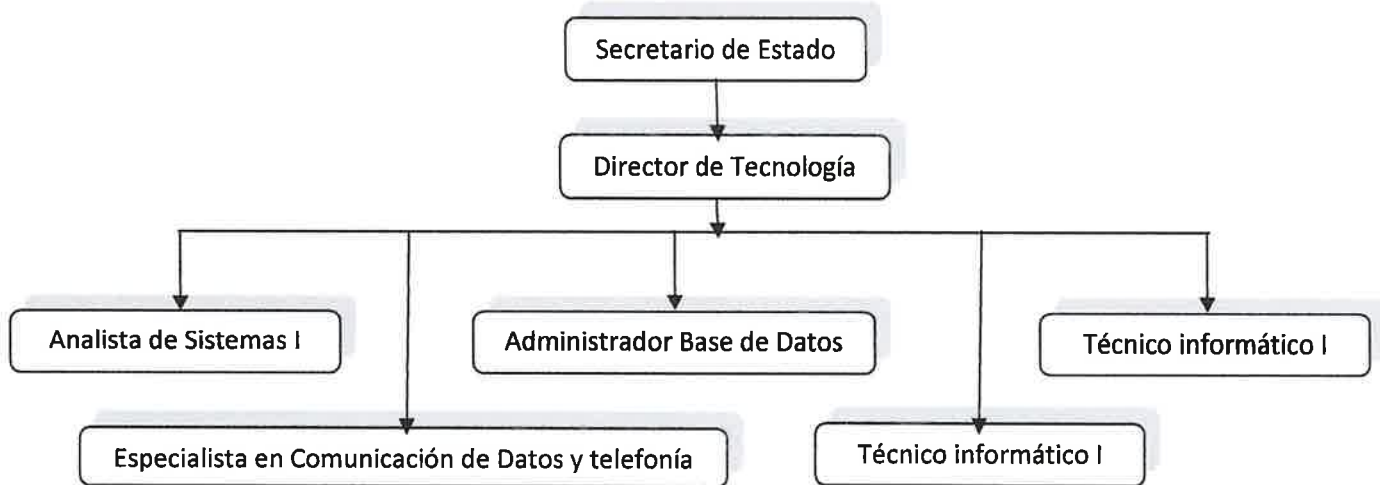 Secretario de Estado
Director de Tecnología
Analista de Sistemas I
Administrador Base de Datos
Técnico informático I
Especialista en Comunicación de Datos y telefonía
Técnico informático I